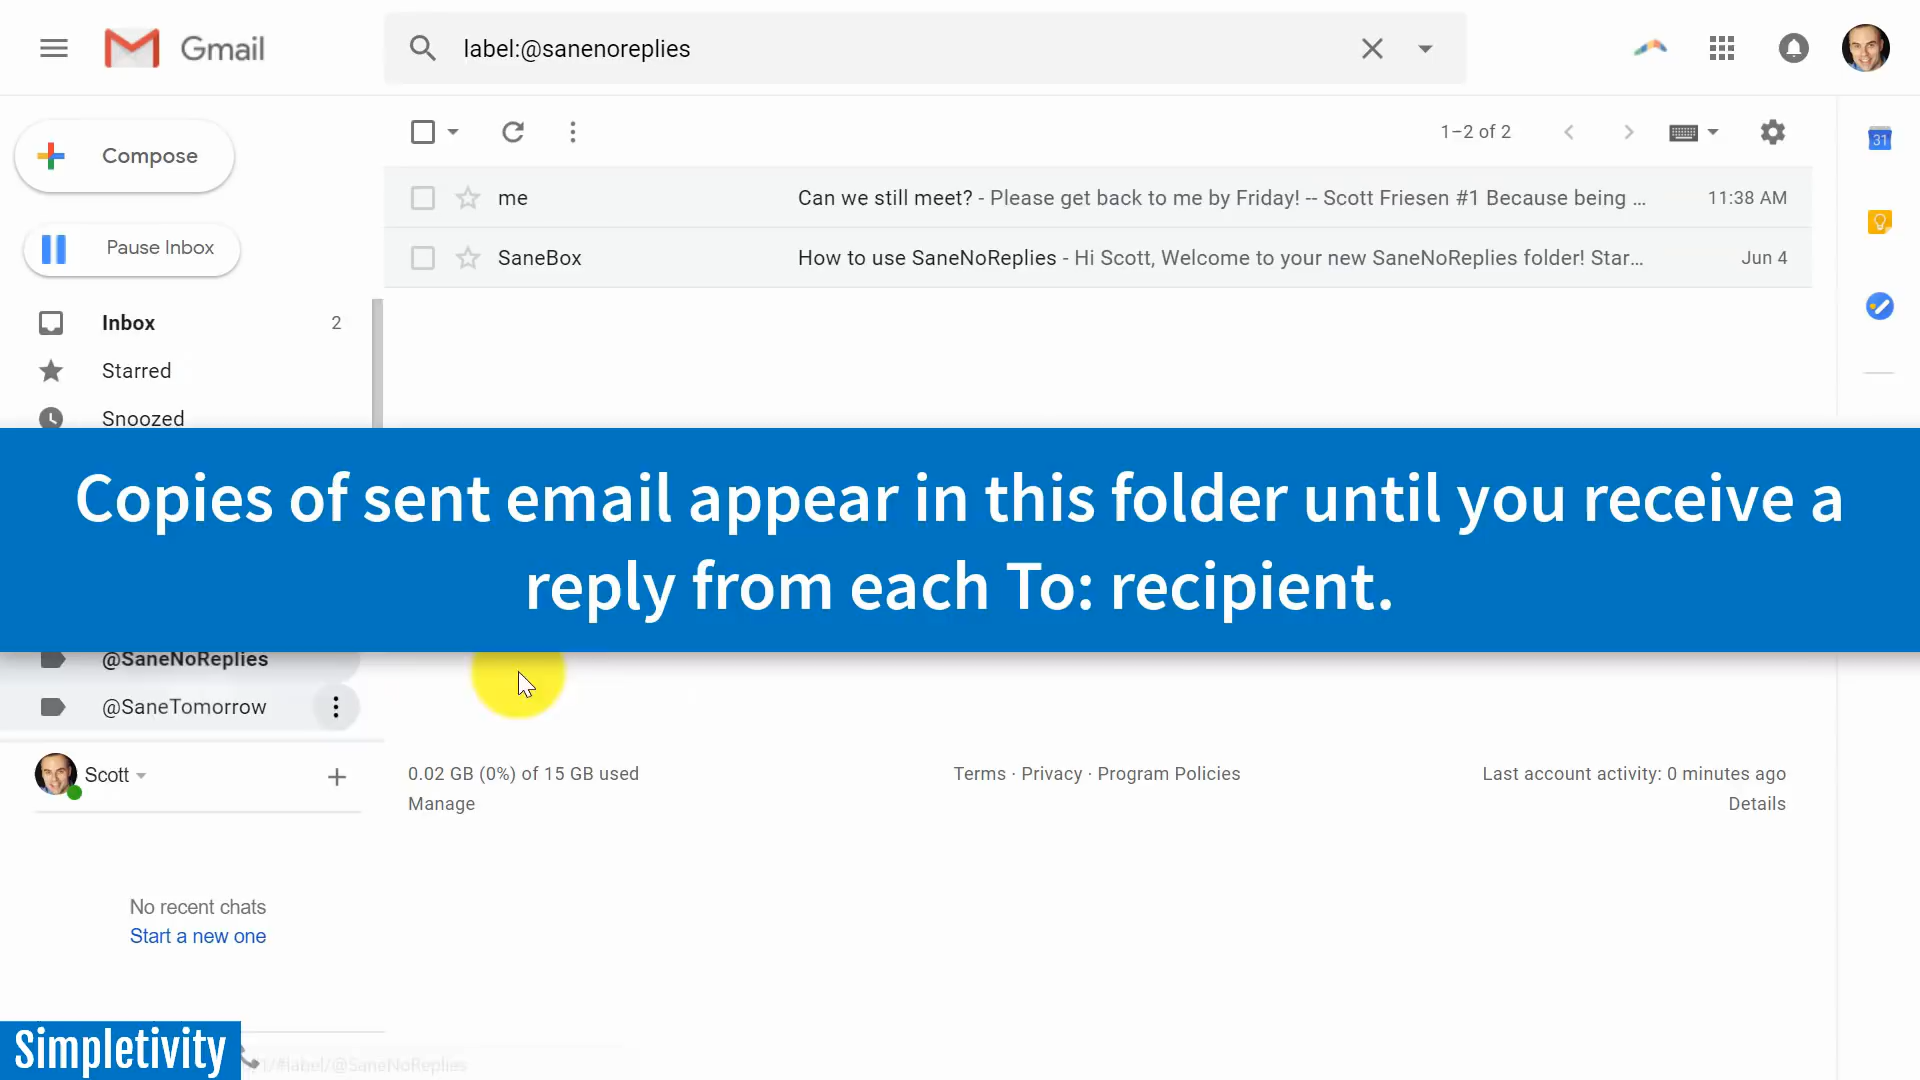 Gmail
label:@sanenoreplies
Compose
1–2 of 2
31
me Can we still meet? - Please get back to me by Friday! -- Scott Friesen #1 Because being ... 11:38 AM
Pause Inbox
SaneBox How to use SaneNoReplies - Hi Scott, Welcome to your new SaneNoReplies folder! Star... Jun 4
Inbox 2
Starred
Snoozed
Copies of sent email appear in this folder until you receive a
reply from each To: recipient.
@SaneNoReplies
@SaneTomorrow
Scott
0.02 GB (0%) of 15 GB used
Manage
Terms · Privacy · Program Policies
Last account activity: 0 minutes ago
Details
No recent chats
Start a new one
Simpletivity
/#label/@SaneNoReplies